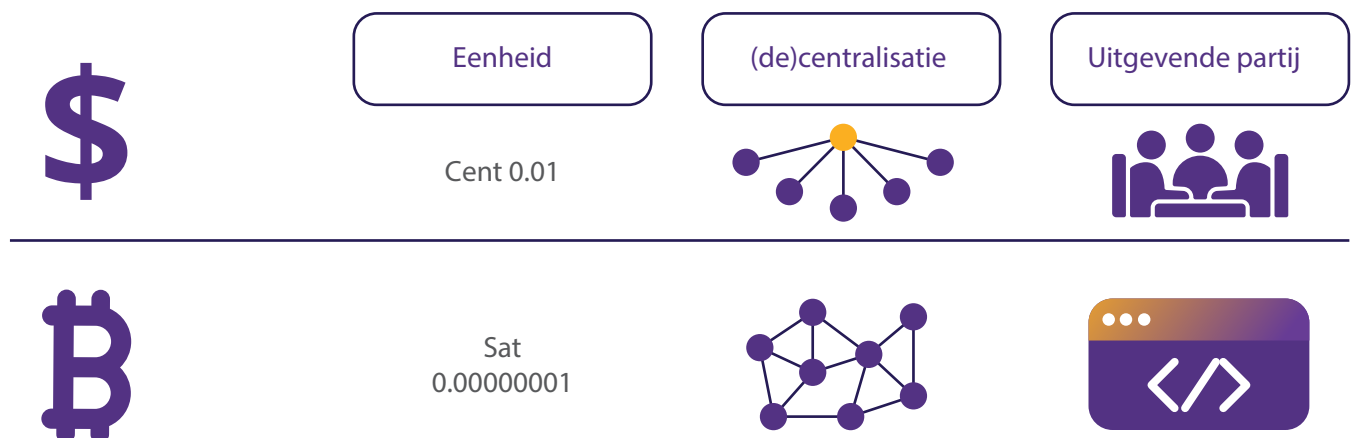 Eenheid
(de)centralisatie
Uitgevende partij
$
Cent 0.01
Sat
0.00000001
</>